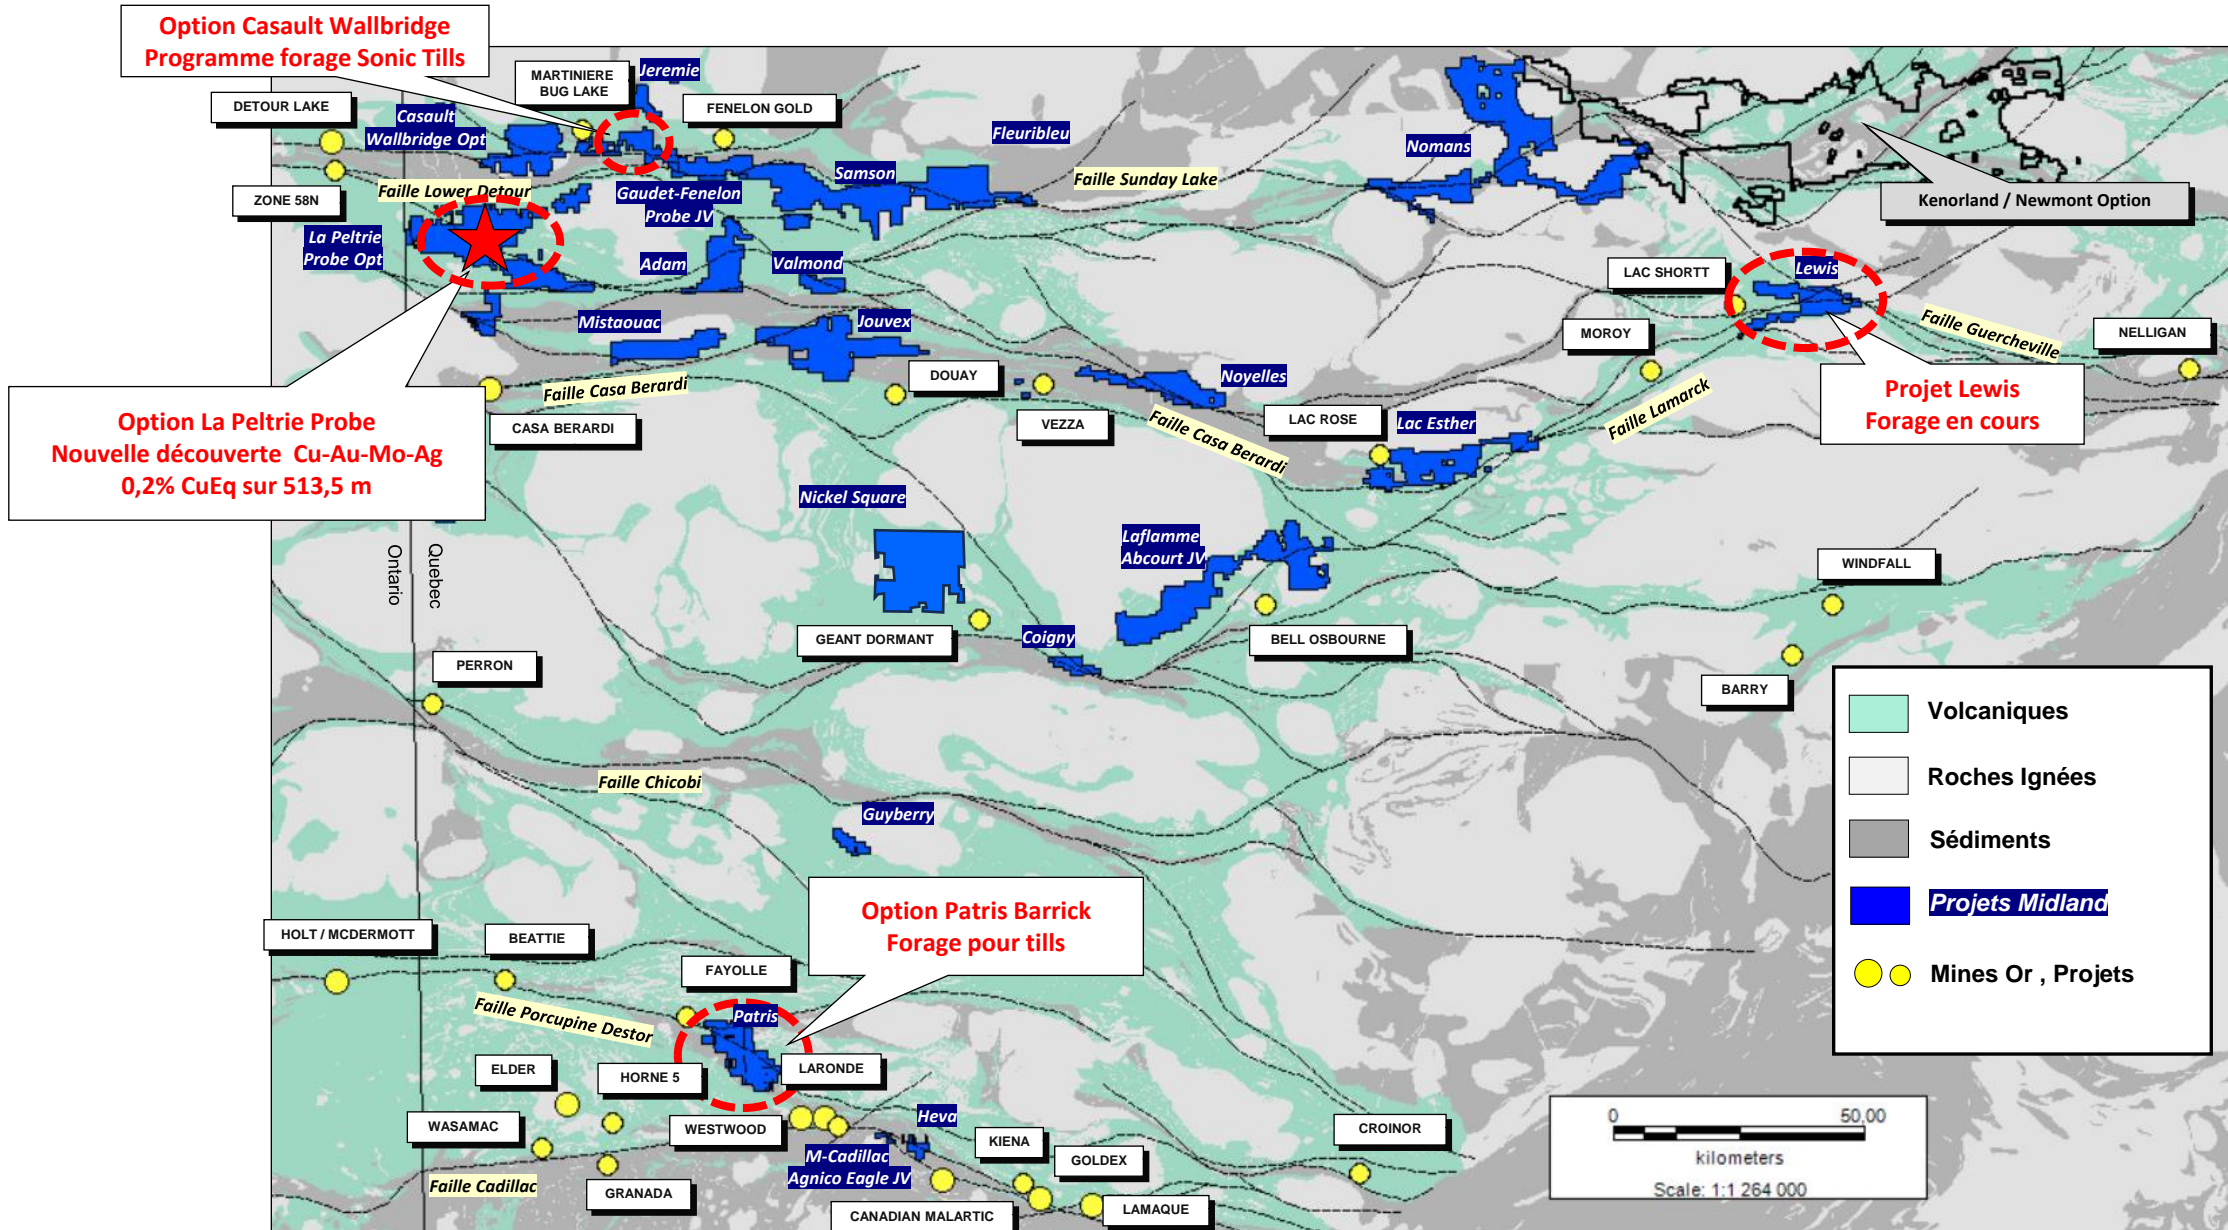 Option Casault Wallbridge
Programme forage Sonic Tills
MARTINIERE
BUG LAKE
Jeremie
DETOUR LAKE
FENELON GOLD
Casault
Wallbridge Opt
Fleuribleu
Nomans
Samson
Faille Sunday Lake
Faille Lower Detour
Gaudet-Fenelon
Probe JV
ZONE 58N
Kenorland / Newmont Option
La Peltrie
Probe Opt
Adam
Valmond
LAC SHORTT
Lewis
Mistaouac
Jouvex
MOROY
Faille Guercheville
NELLIGAN
DOUAY
Noyelles
Faille Casa Berardi
Faille Lamarck
Projet Lewis
Forage en cours
Option La Peltrie Probe
Nouvelle découverte Cu-Au-Mo-Ag
0,2% CuEq sur 513,5 m
CASA BERARDI
VEZZA
Faille Casa Berardi
LAC ROSE
Lac Esther
Nickel Square
Laflamme
Abcourt JV
Ontario
Quebec
WINDFALL
GEANT DORMANT
Coigny
BELL OSBOURNE
PERRON
BARRY
Volcaniques
Roches Ignées
Sédiments
Projets Midland
Mines Or , Projets
Faille Chicobi
Guyberry
Option Patris Barrick
Forage pour tills
HOLT / MCDERMOTT
BEATTIE
FAYOLLE
Faille Porcupine Destor
Patris
ELDER
HORNE 5
LARONDE
WASAMAC
WESTWOOD
Heva
M-Cadillac
Agnico Eagle JV
KIENA
GOLDEX
CROINOR
Faille Cadillac
GRANADA
CANADIAN MALARTIC
LAMAQUE
0 50,00
kilometers
Scale: 1:1 264 000